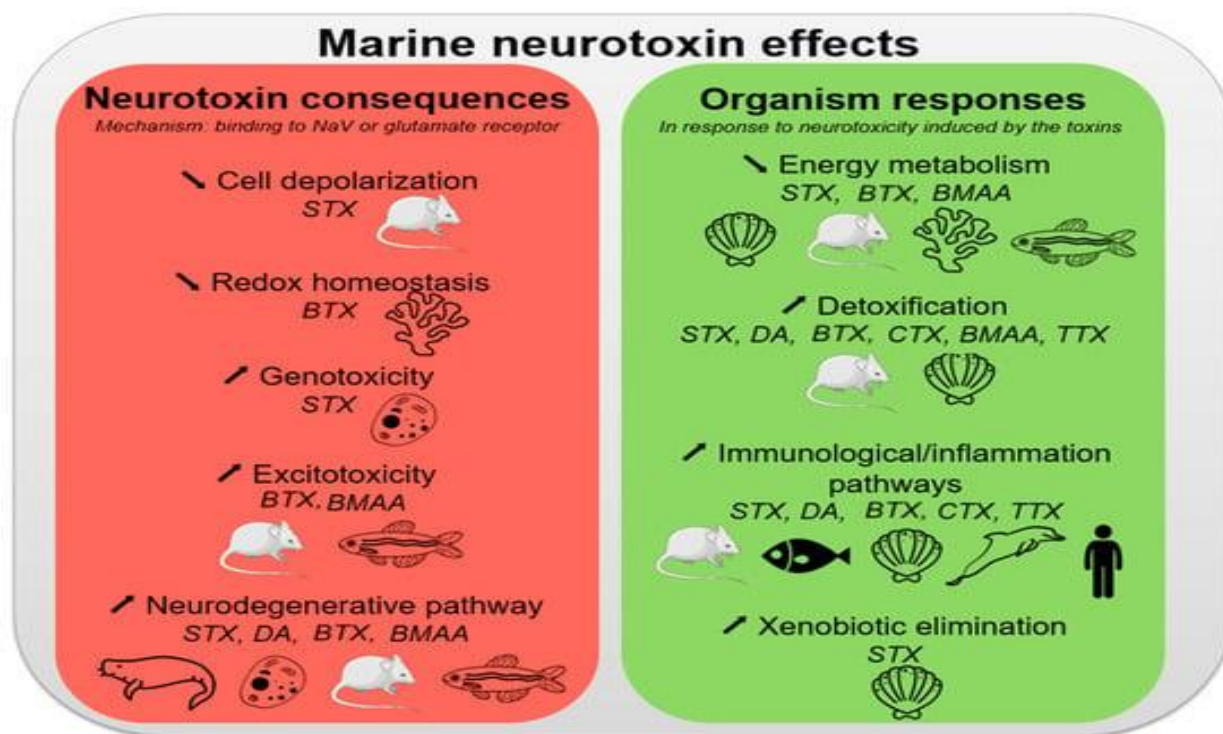 Marine neurotoxin effects
Neurotoxin consequences
Mechanism: binding to NaV or glutamate receptor
↘ Cell depolarization
STX
↘ Redox homeostasis
BTX
↗ Genotoxicity
STX
↗ Excitotoxicity
BTX, BMAA
↗ Neurodegenerative pathway
STX, DA, BTX, BMAA
Organism responses
In response to neurotoxicity induced by the toxins
↘ Energy metabolism
STX, BTX, BMAA
↗ Detoxification
STX, DA, BTX, CTX, BMAA, TTX
↗ Immunological/inflammation
pathways
STX, DA, BTX, CTX, TTX
↗ Xenobiotic elimination
STX